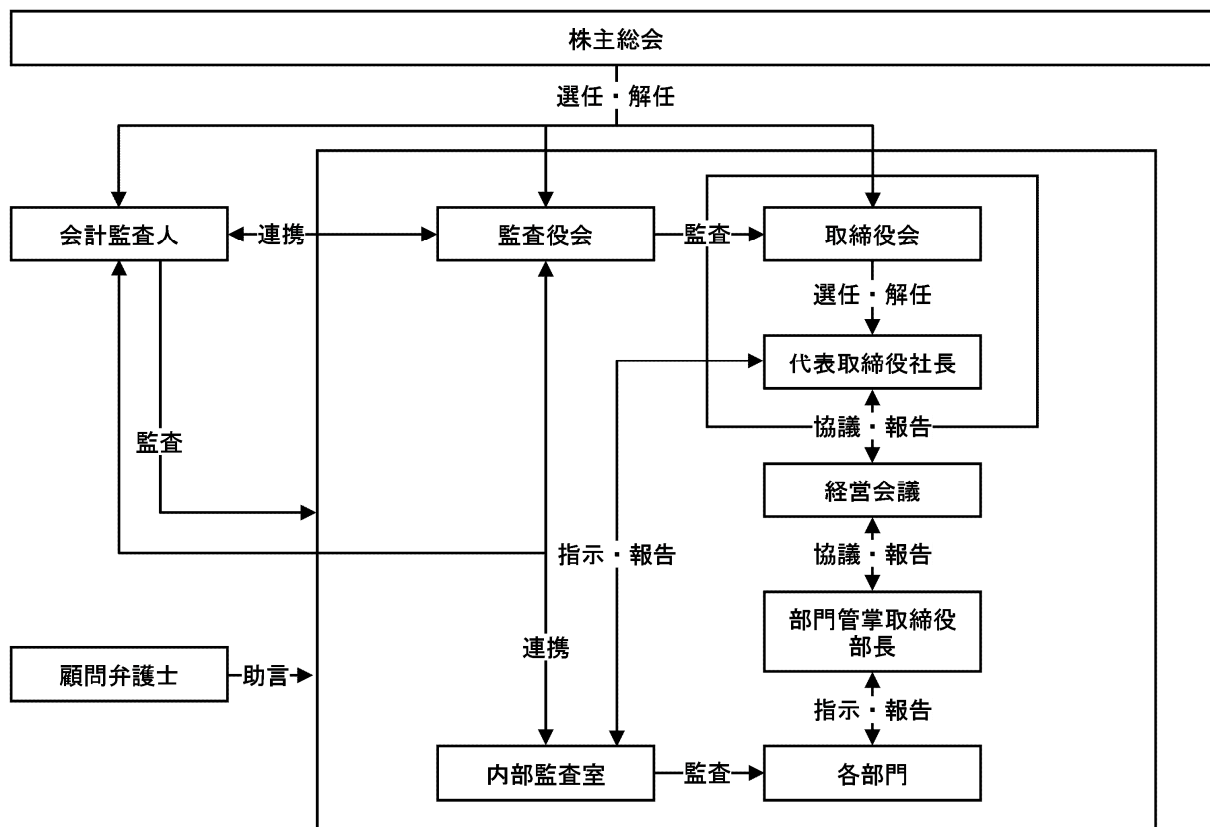 株主総会
選任・解任
会計監査人
連携
監査役会
監査
取締役会
選任・解任
代表取締役社長
監査
協議・報告
経営会議
指示・報告
協議・報告
部門管掌取締役
部長
連携
顧問弁護士
助言
指示・報告
内部監査室
監査
各部門